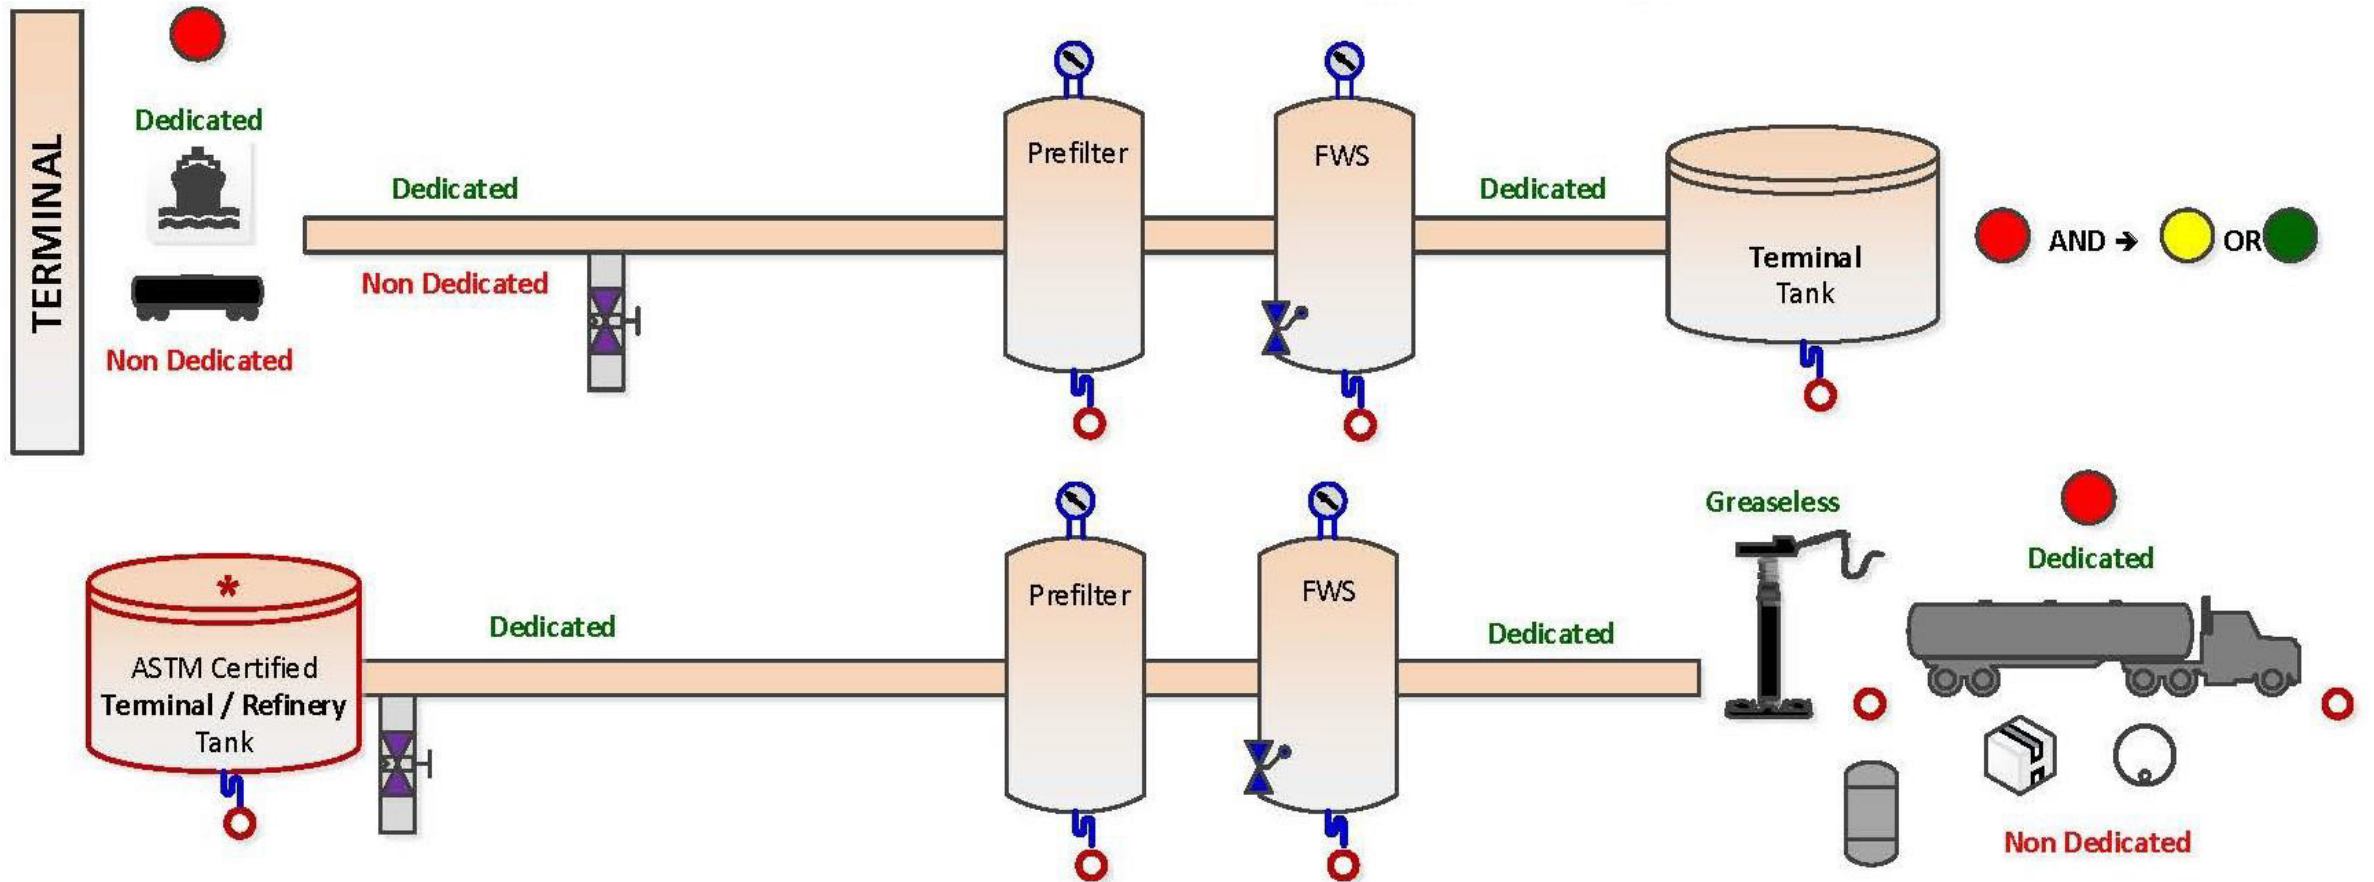 TERMINAL
Dedicated
Non Dedicated
Dedicated
Non Dedicated
Prefilter
FWS
Dedicated
Terminal
Tank
AND → OR
*
ASTM Certified
Terminal / Refinery
Tank
Dedicated
Prefilter
FWS
Dedicated
Greaseless
Dedicated
Non Dedicated